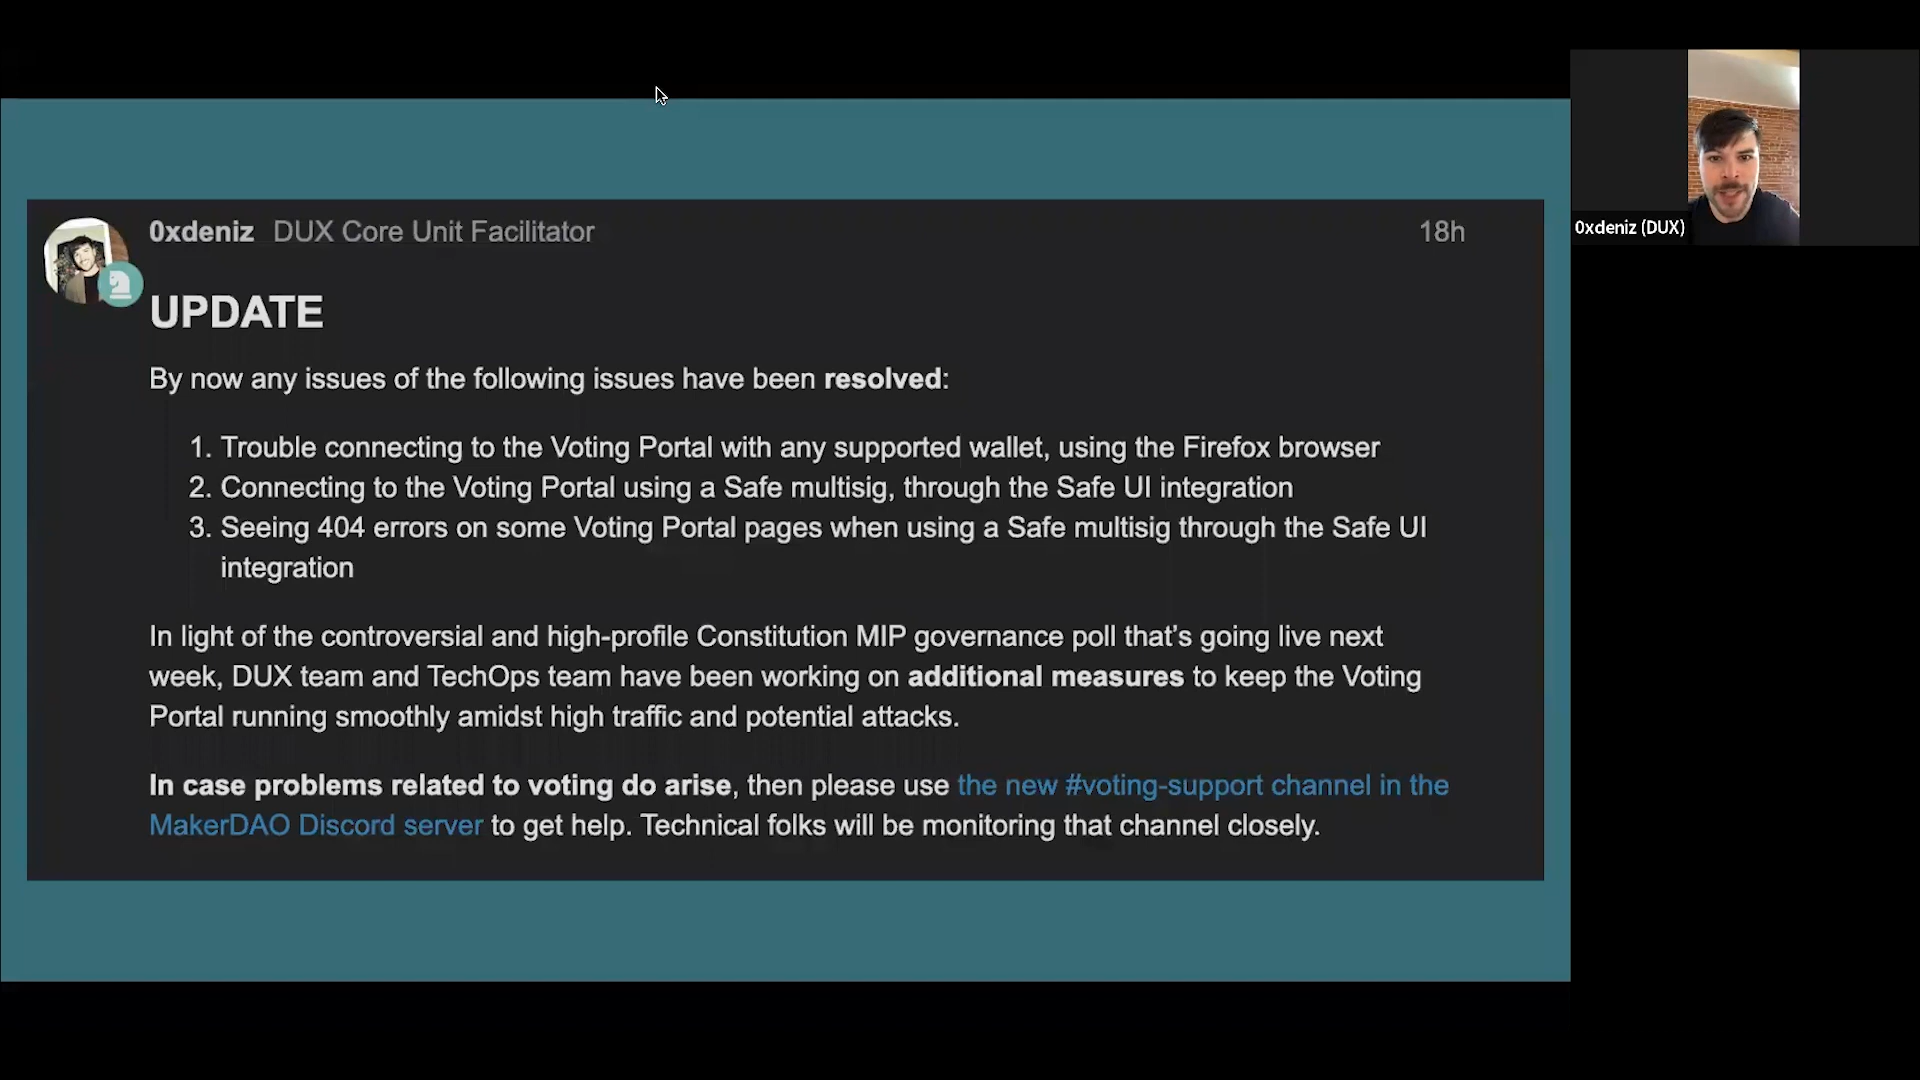 0xdeniz DUX Core Unit Facilitator 18h
UPDATE
By now any issues of the following issues have been resolved:
1. Trouble connecting to the Voting Portal with any supported wallet, using the Firefox browser
2. Connecting to the Voting Portal using a Safe multisig, through the Safe UI integration
3. Seeing 404 errors on some Voting Portal pages when using a Safe multisig through the Safe UI
integration
In light of the controversial and high-profile Constitution MIP governance poll that's going live next
week, DUX team and TechOps team have been working on additional measures to keep the Voting
Portal running smoothly amidst high traffic and potential attacks.
In case problems related to voting do arise, then please use the new #voting-support channel in the
MakerDAO Discord server to get help. Technical folks will be monitoring that channel closely.
0xdeniz (DUX)